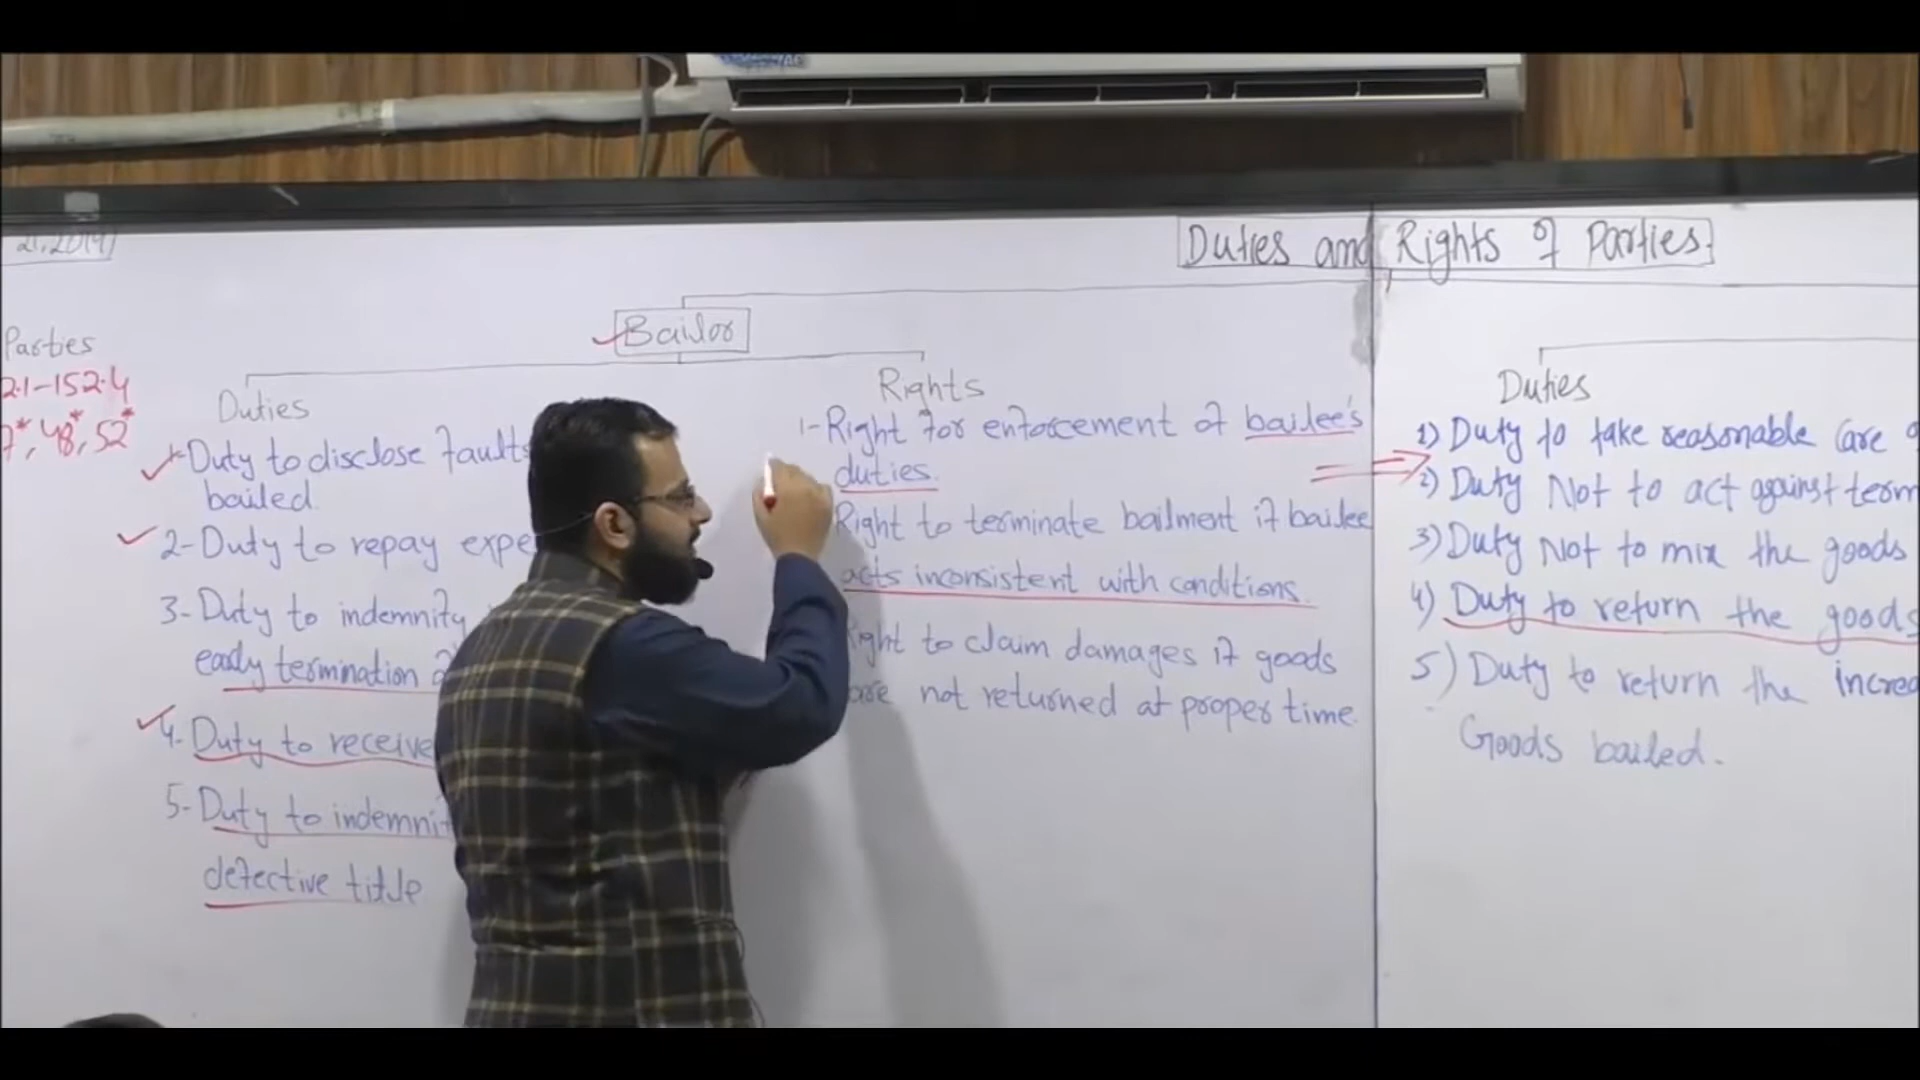 Duties and Rights of Parties.
Parties
2.1-152.4
7*, 48*, 52*
Bailor
Duties
1-Duty to disclose faults
bailed.
2-Duty to repay expe
3-Duty to indemnity
early termination
4-Duty to receive
5-Duty to indemnit
defective title
Rights
1-Right for enforcement of bailee's
duties.
Right to terminate bailment if bailee
acts inconsistent with conditions.
Right to claim damages if goods
are not returned at proper time.
Duties
1) Duty to take reasonable care
2) Duty Not to act against term
3) Duty Not to mix the goods
4) Duty to return the goods
5) Duty to return the increa
Goods bailed.